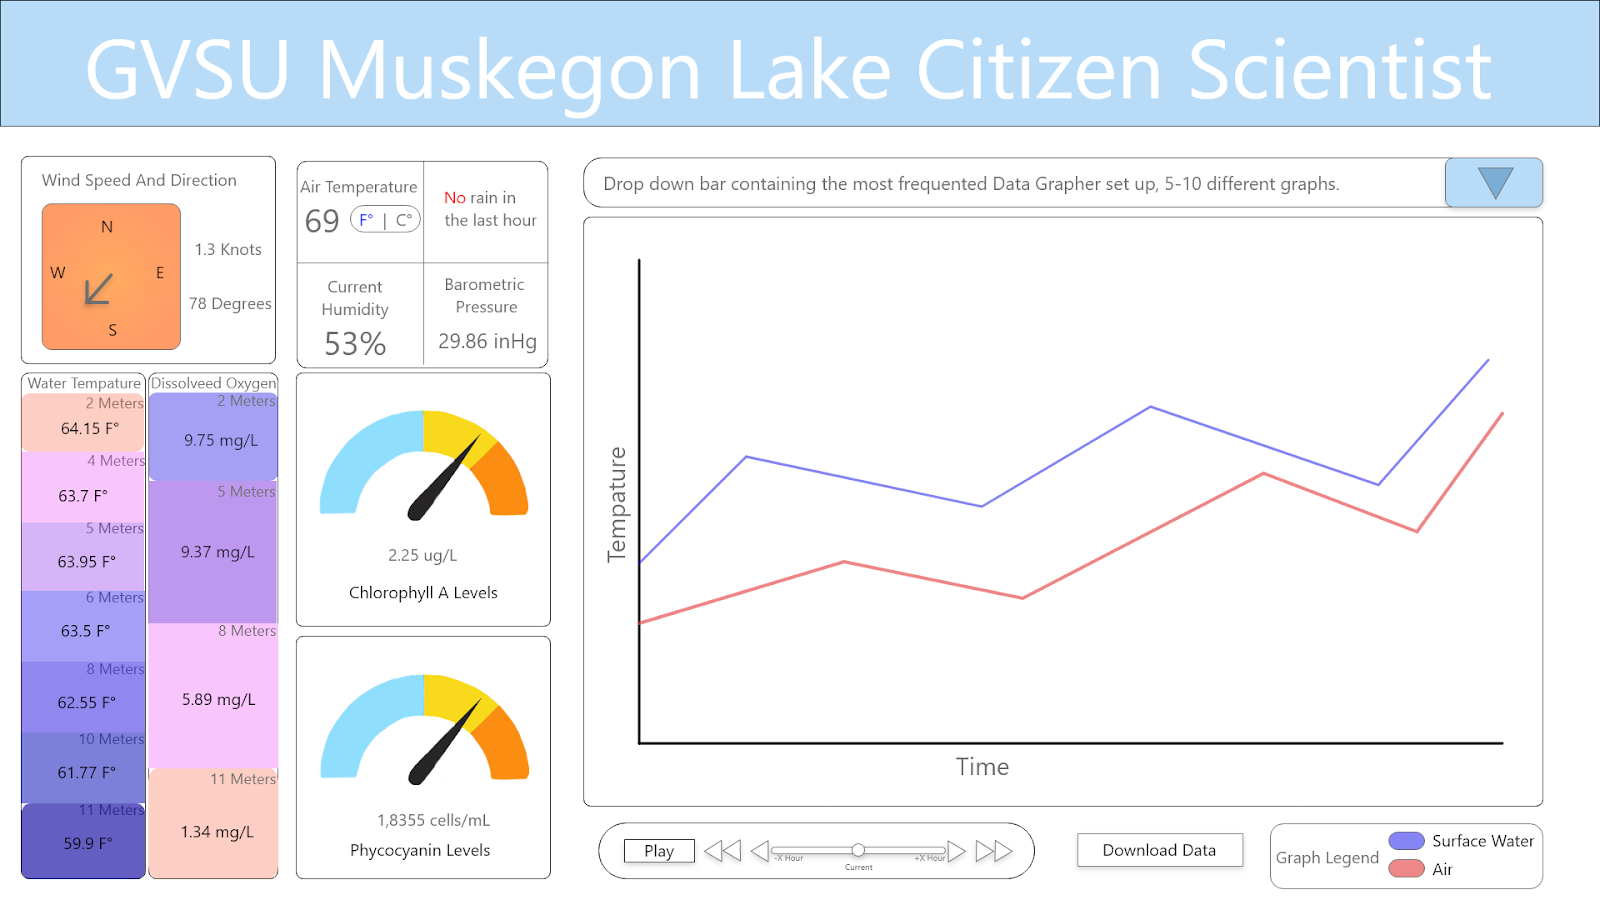 GVSU Muskegon Lake Citizen Scientist
Wind Speed And Direction
N
W
E
S
1.3 Knots
78 Degrees
Air Temperature
69 F° | C°
No rain in
the last hour
Current
Humidity
53%
Barometric
Pressure
29.86 inHg
Drop down bar containing the most frequented Data Grapher set up, 5-10 different graphs.
Water Tempature
2 Meters
64.15 F°
4 Meters
63.7 F°
5 Meters
63.95 F°
6 Meters
63.5 F°
8 Meters
62.55 F°
10 Meters
61.77 F°
11 Meters
59.9 F°
Dissolveed Oxygen
2 Meters
9.75 mg/L
5 Meters
9.37 mg/L
8 Meters
5.89 mg/L
11 Meters
1.34 mg/L
2.25 ug/L
Chlorophyll A Levels
1,8355 cells/mL
Phycocyanin Levels
Tempature
Time
Play
-X Hour
Current
+X Hour
Download Data
Graph Legend
Surface Water
Air